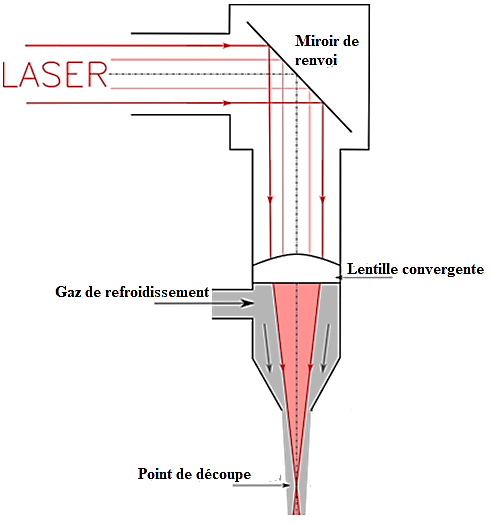 Miroir de
renvoi
LASER
Lentille convergente
Gaz de refroidissement
Point de découpe